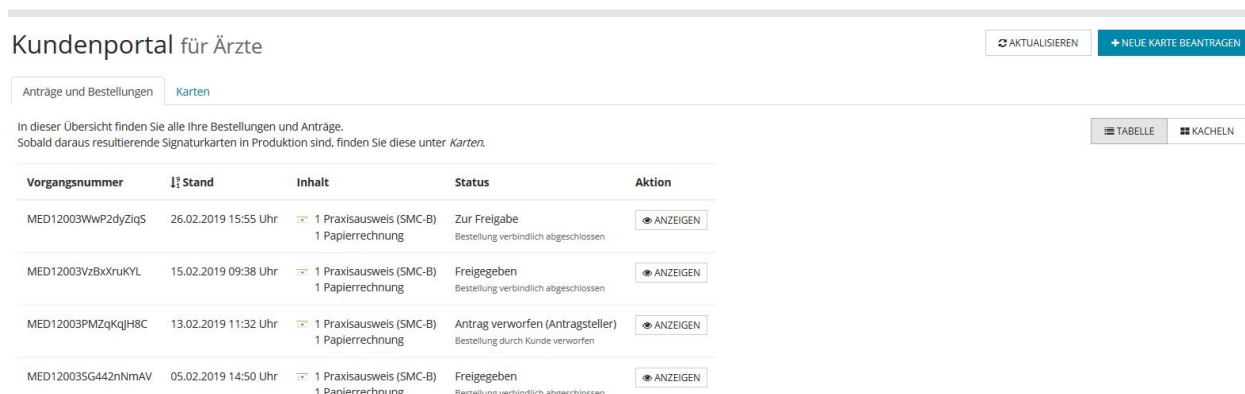 Kundenportal für Ärzte
AKTUALISIEREN
NEUE KARTE BEANTRAGEN
Anträge und Bestellungen
Karten
In dieser Übersicht finden Sie alle Ihre Bestellungen und Anträge.
Sobald daraus resultierende Signaturkarten in Produktion sind, finden Sie diese unter Karten.
TABELLE
KACHELN
Vorgangsnummer Stand Inhalt Status Aktion
MED12003WwP2dyZiqS 26.02.2019 15:55 Uhr 1 Praxisausweis (SMC-B) Zur Freigabe ANZEIGEN
1 Papierrechnung Bestellung verbindlich abgeschlossen
MED12003VzBxXruKYL 15.02.2019 09:38 Uhr 1 Praxisausweis (SMC-B) Freigegeben ANZEIGEN
1 Papierrechnung Bestellung verbindlich abgeschlossen
MED12003PMZqKqJH8C 13.02.2019 11:32 Uhr 1 Praxisausweis (SMC-B) Antrag verworfen (Antragsteller) ANZEIGEN
1 Papierrechnung Bestellung durch Kunde verworfen
MED12003SG442nNmAV 05.02.2019 14:50 Uhr 1 Praxisausweis (SMC-B) Freigegeben ANZEIGEN
1 Papierrechnung Bestellung verbindlich abgeschlossen